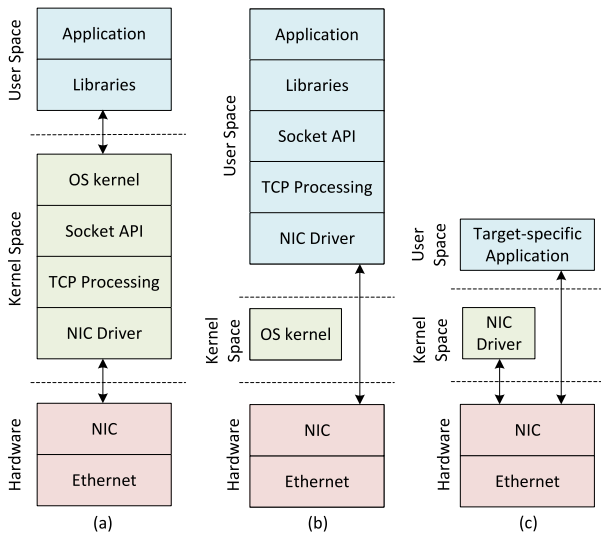 User Space
Application
Libraries
Kernel Space
OS kernel
Socket API
TCP Processing
NIC Driver
Hardware
NIC
Ethernet
(a)
User Space
Application
Libraries
Socket API
TCP Processing
NIC Driver
Kernel
Space
OS kernel
Hardware
NIC
Ethernet
(b)
User
Space
Target-specific
Application
Kernel
Space
NIC
Driver
Hardware
NIC
Ethernet
(c)